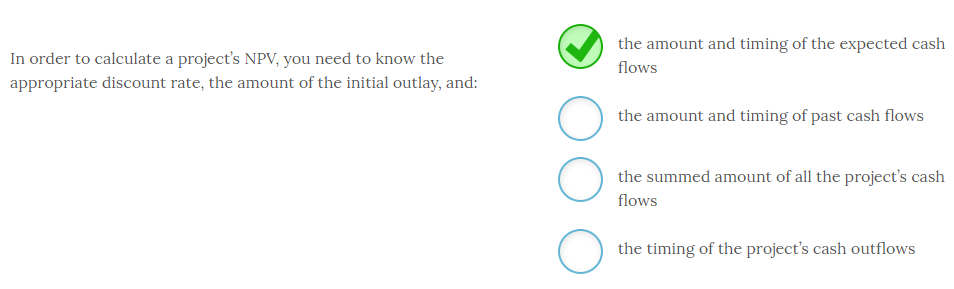 In order to calculate a project’s NPV, you need to know the
appropriate discount rate, the amount of the initial outlay, and:
the amount and timing of the expected cash
flows
the amount and timing of past cash flows
the summed amount of all the project’s cash
flows
the timing of the project’s cash outflows